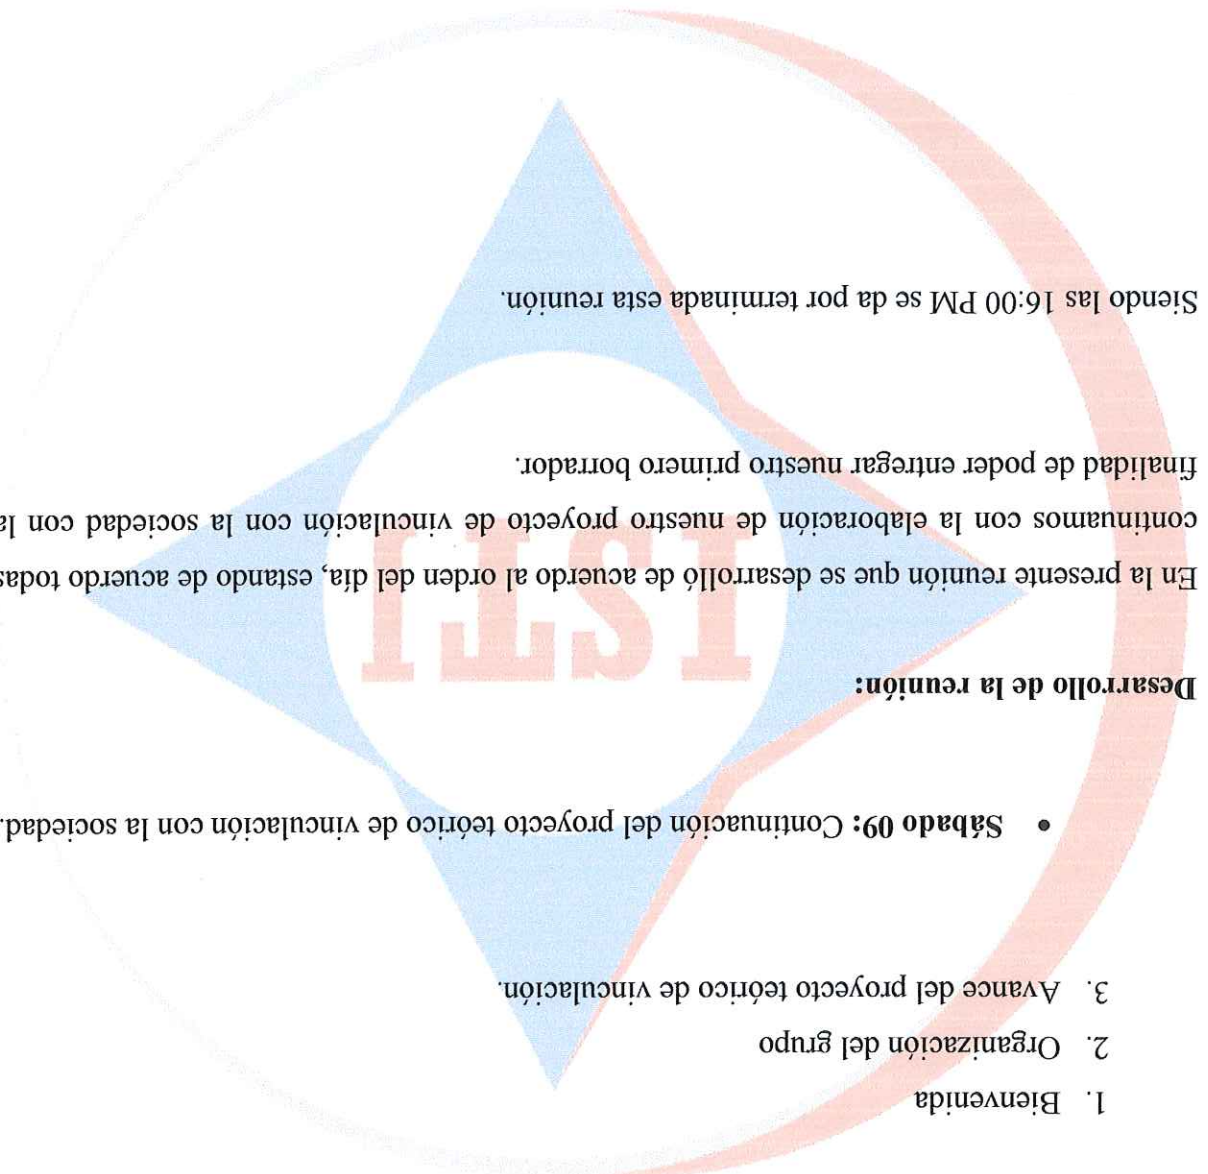 1. Bienvenida
2. Organización del grupo
3. Avance del proyecto teórico de vinculación.
• Sábado 09: Continuación del proyecto teórico de vinculación con la sociedad.
Desarrollo de la reunión:
En la presente reunión que se desarrolló de acuerdo al orden del día, estando de acuerdo todas
continuamos con la elaboración de nuestro proyecto de vinculación con la sociedad con la
finalidad de poder entregar nuestro primero borrador.
Siendo las 16:00 PM se da por terminada esta reunión.
ISTI